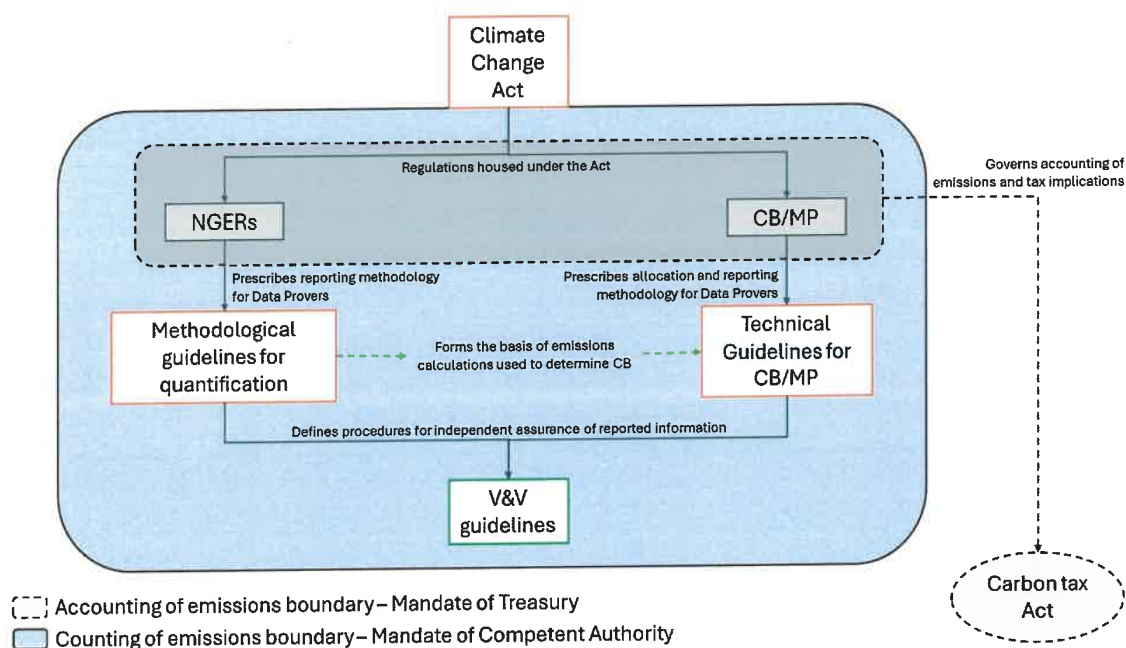 Climate
Change
Act
Regulations housed under the Act
Governs accounting of
emissions and tax implications
NGERs
CB/MP
Prescribes reporting methodology
for Data Provers
Prescribes allocation and reporting
methodology for Data Provers
Methodological
guidelines for
quantification
Forms the basis of emissions
calculations used to determine CB
Technical
Guidelines for
CB/MP
Defines procedures for independent assurance of reported information
V&V
guidelines
Carbon tax
Act
Accounting of emissions boundary – Mandate of Treasury
Counting of emissions boundary – Mandate of Competent Authority